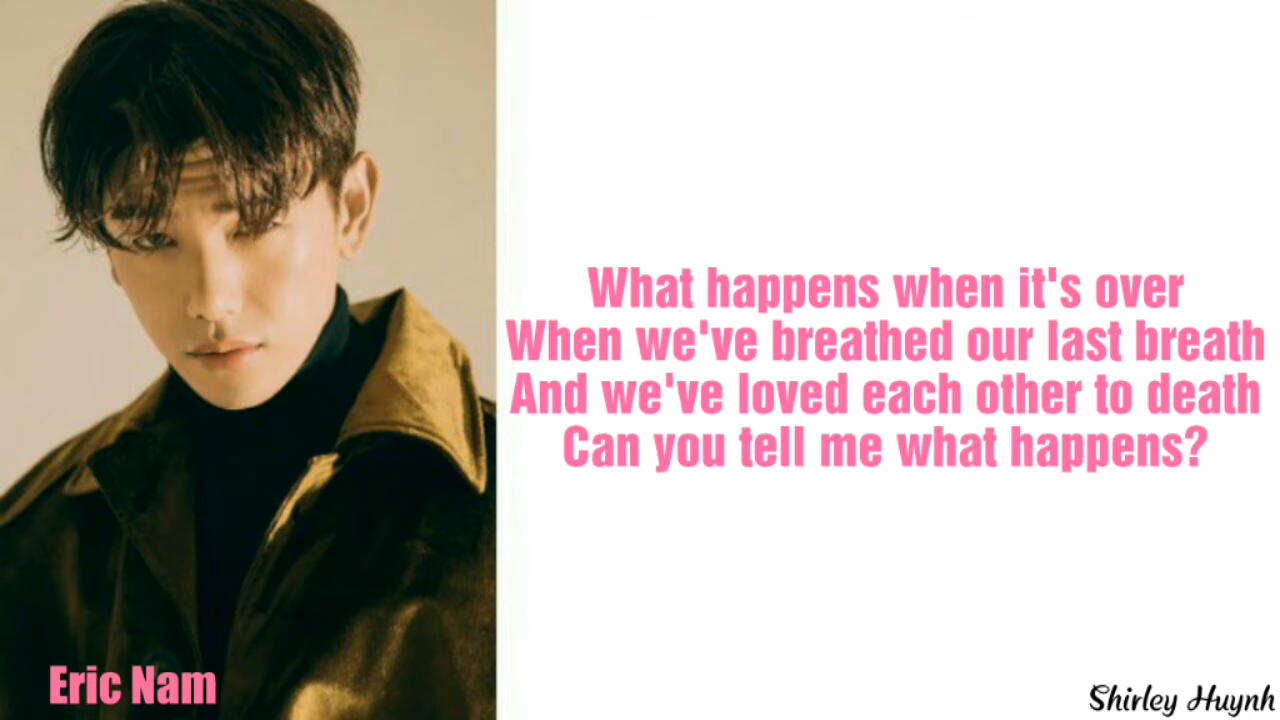 What happens when it's over
When we've breathed our last breath
And we've loved each other to death
Can you tell me what happens?
Eric Nam
Shirley Huynh